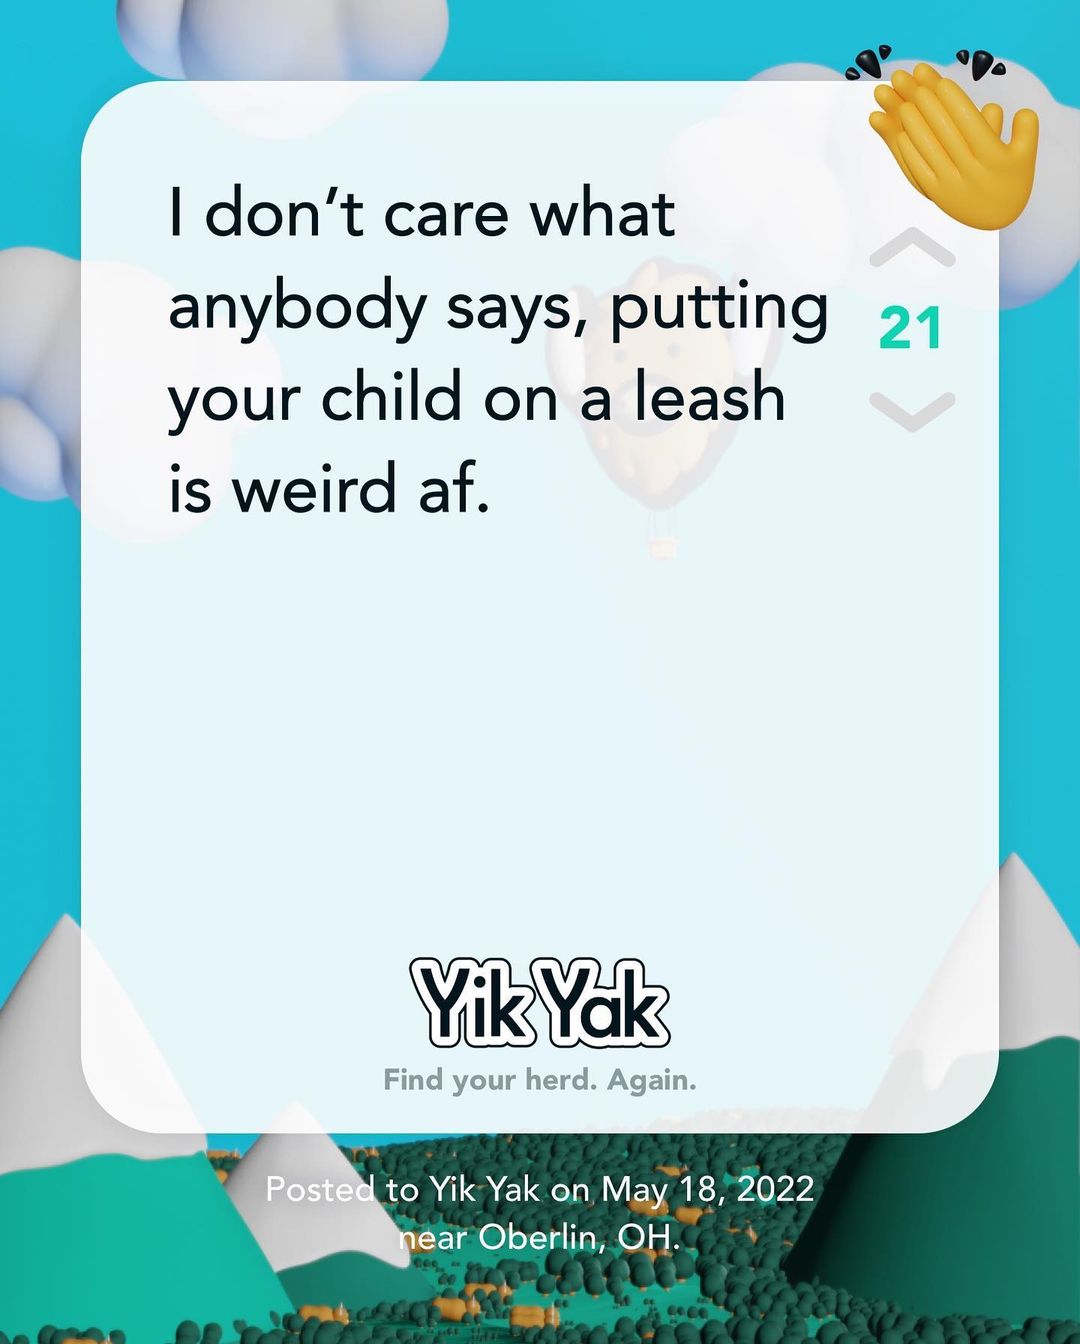 I don’t care what
anybody says, putting
your child on a leash
is weird af.
21
Yik Yak
Find your herd. Again.
Posted to Yik Yak on May 18, 2022
near Oberlin, OH.